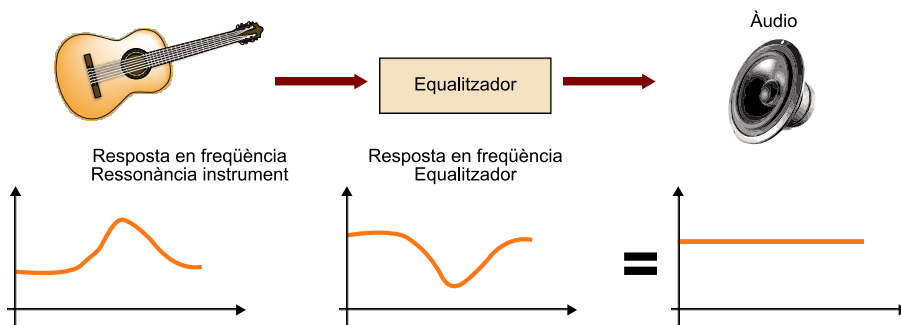 Àudio
Equalitzador
Resposta en freqüència
Ressonància instrument
Resposta en freqüència
Equalitzador
=